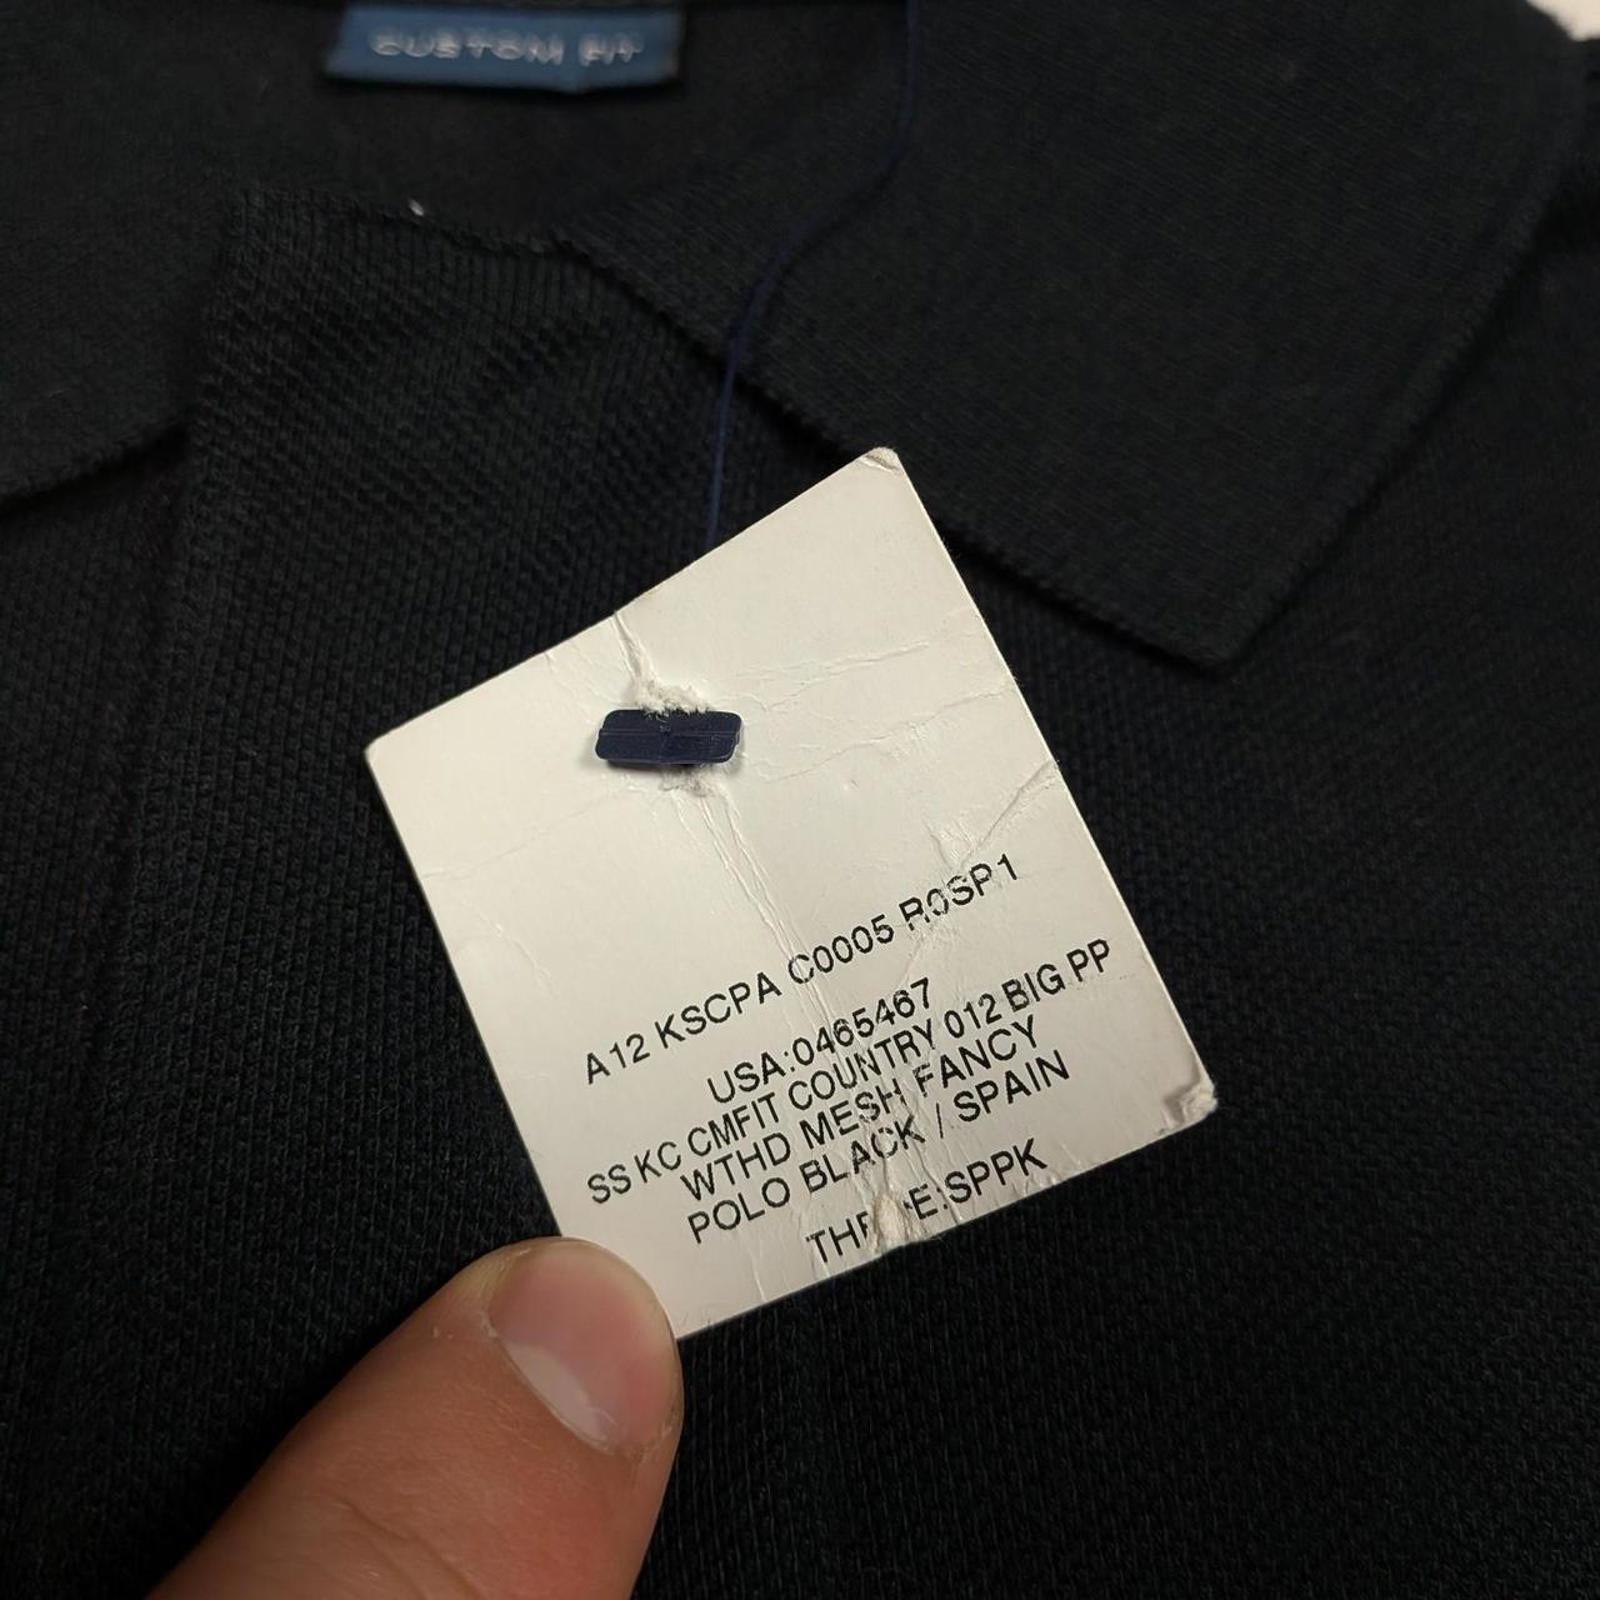 CUSTOM FIT
A12 KSCPA C0005 R0SP1
USA:0465467
SS KC CMFIT COUNTRY 012 BIG PP
WTHD MESH FANCY
POLO BLACK / SPAIN
SPPK